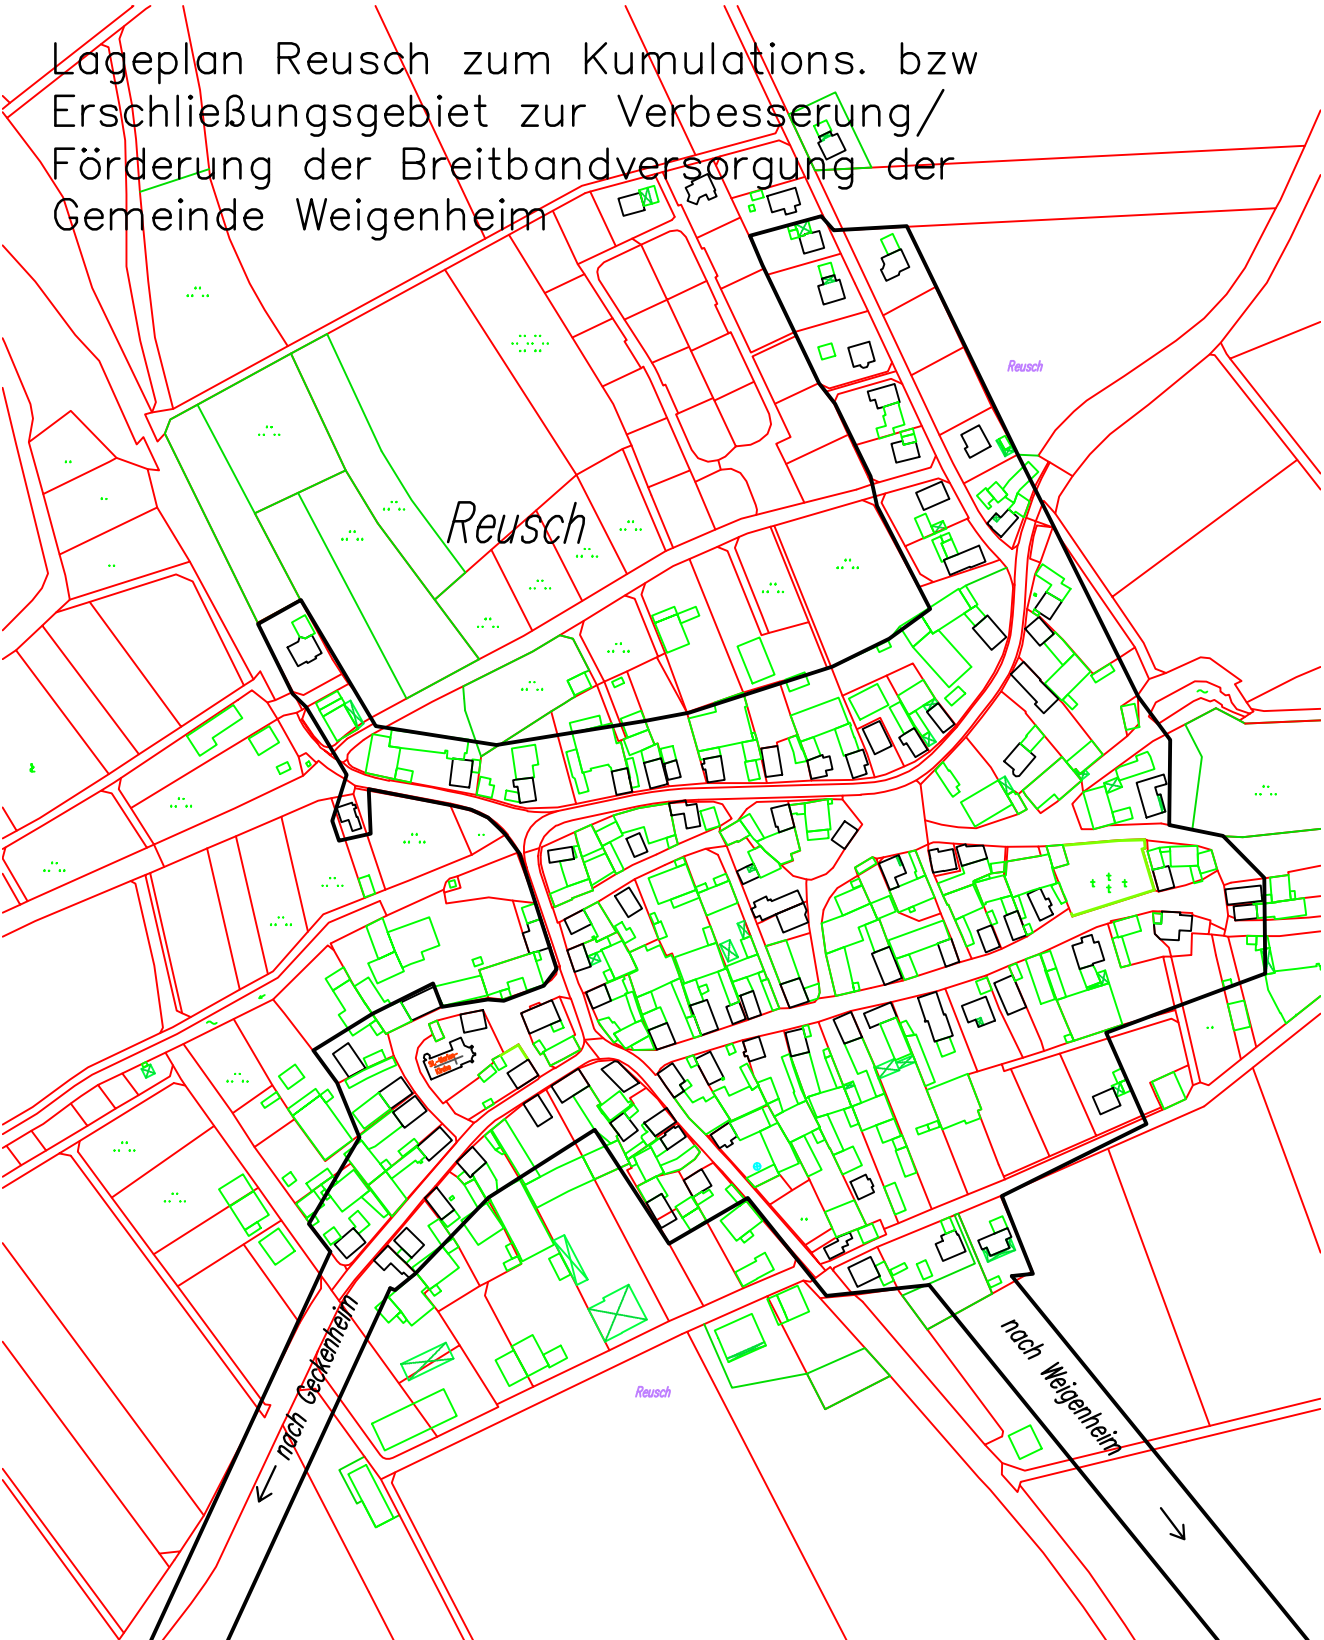 Lageplan Reusch zum Kumulations. bzw
Erschließungsgebiet zur Verbesserung/
Förderung der Breitbandversorgung der
Gemeinde Weigenheim
Reusch
Reusch
nach Geckenheim
nach Weigenheim
Reusch